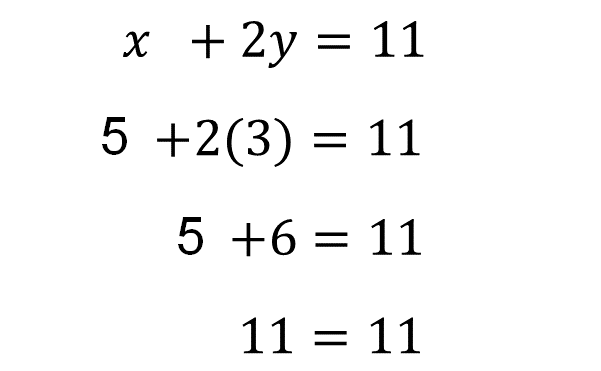 x + 2y = 11
5 +2(3) = 11
5 +6 = 11
11 = 11